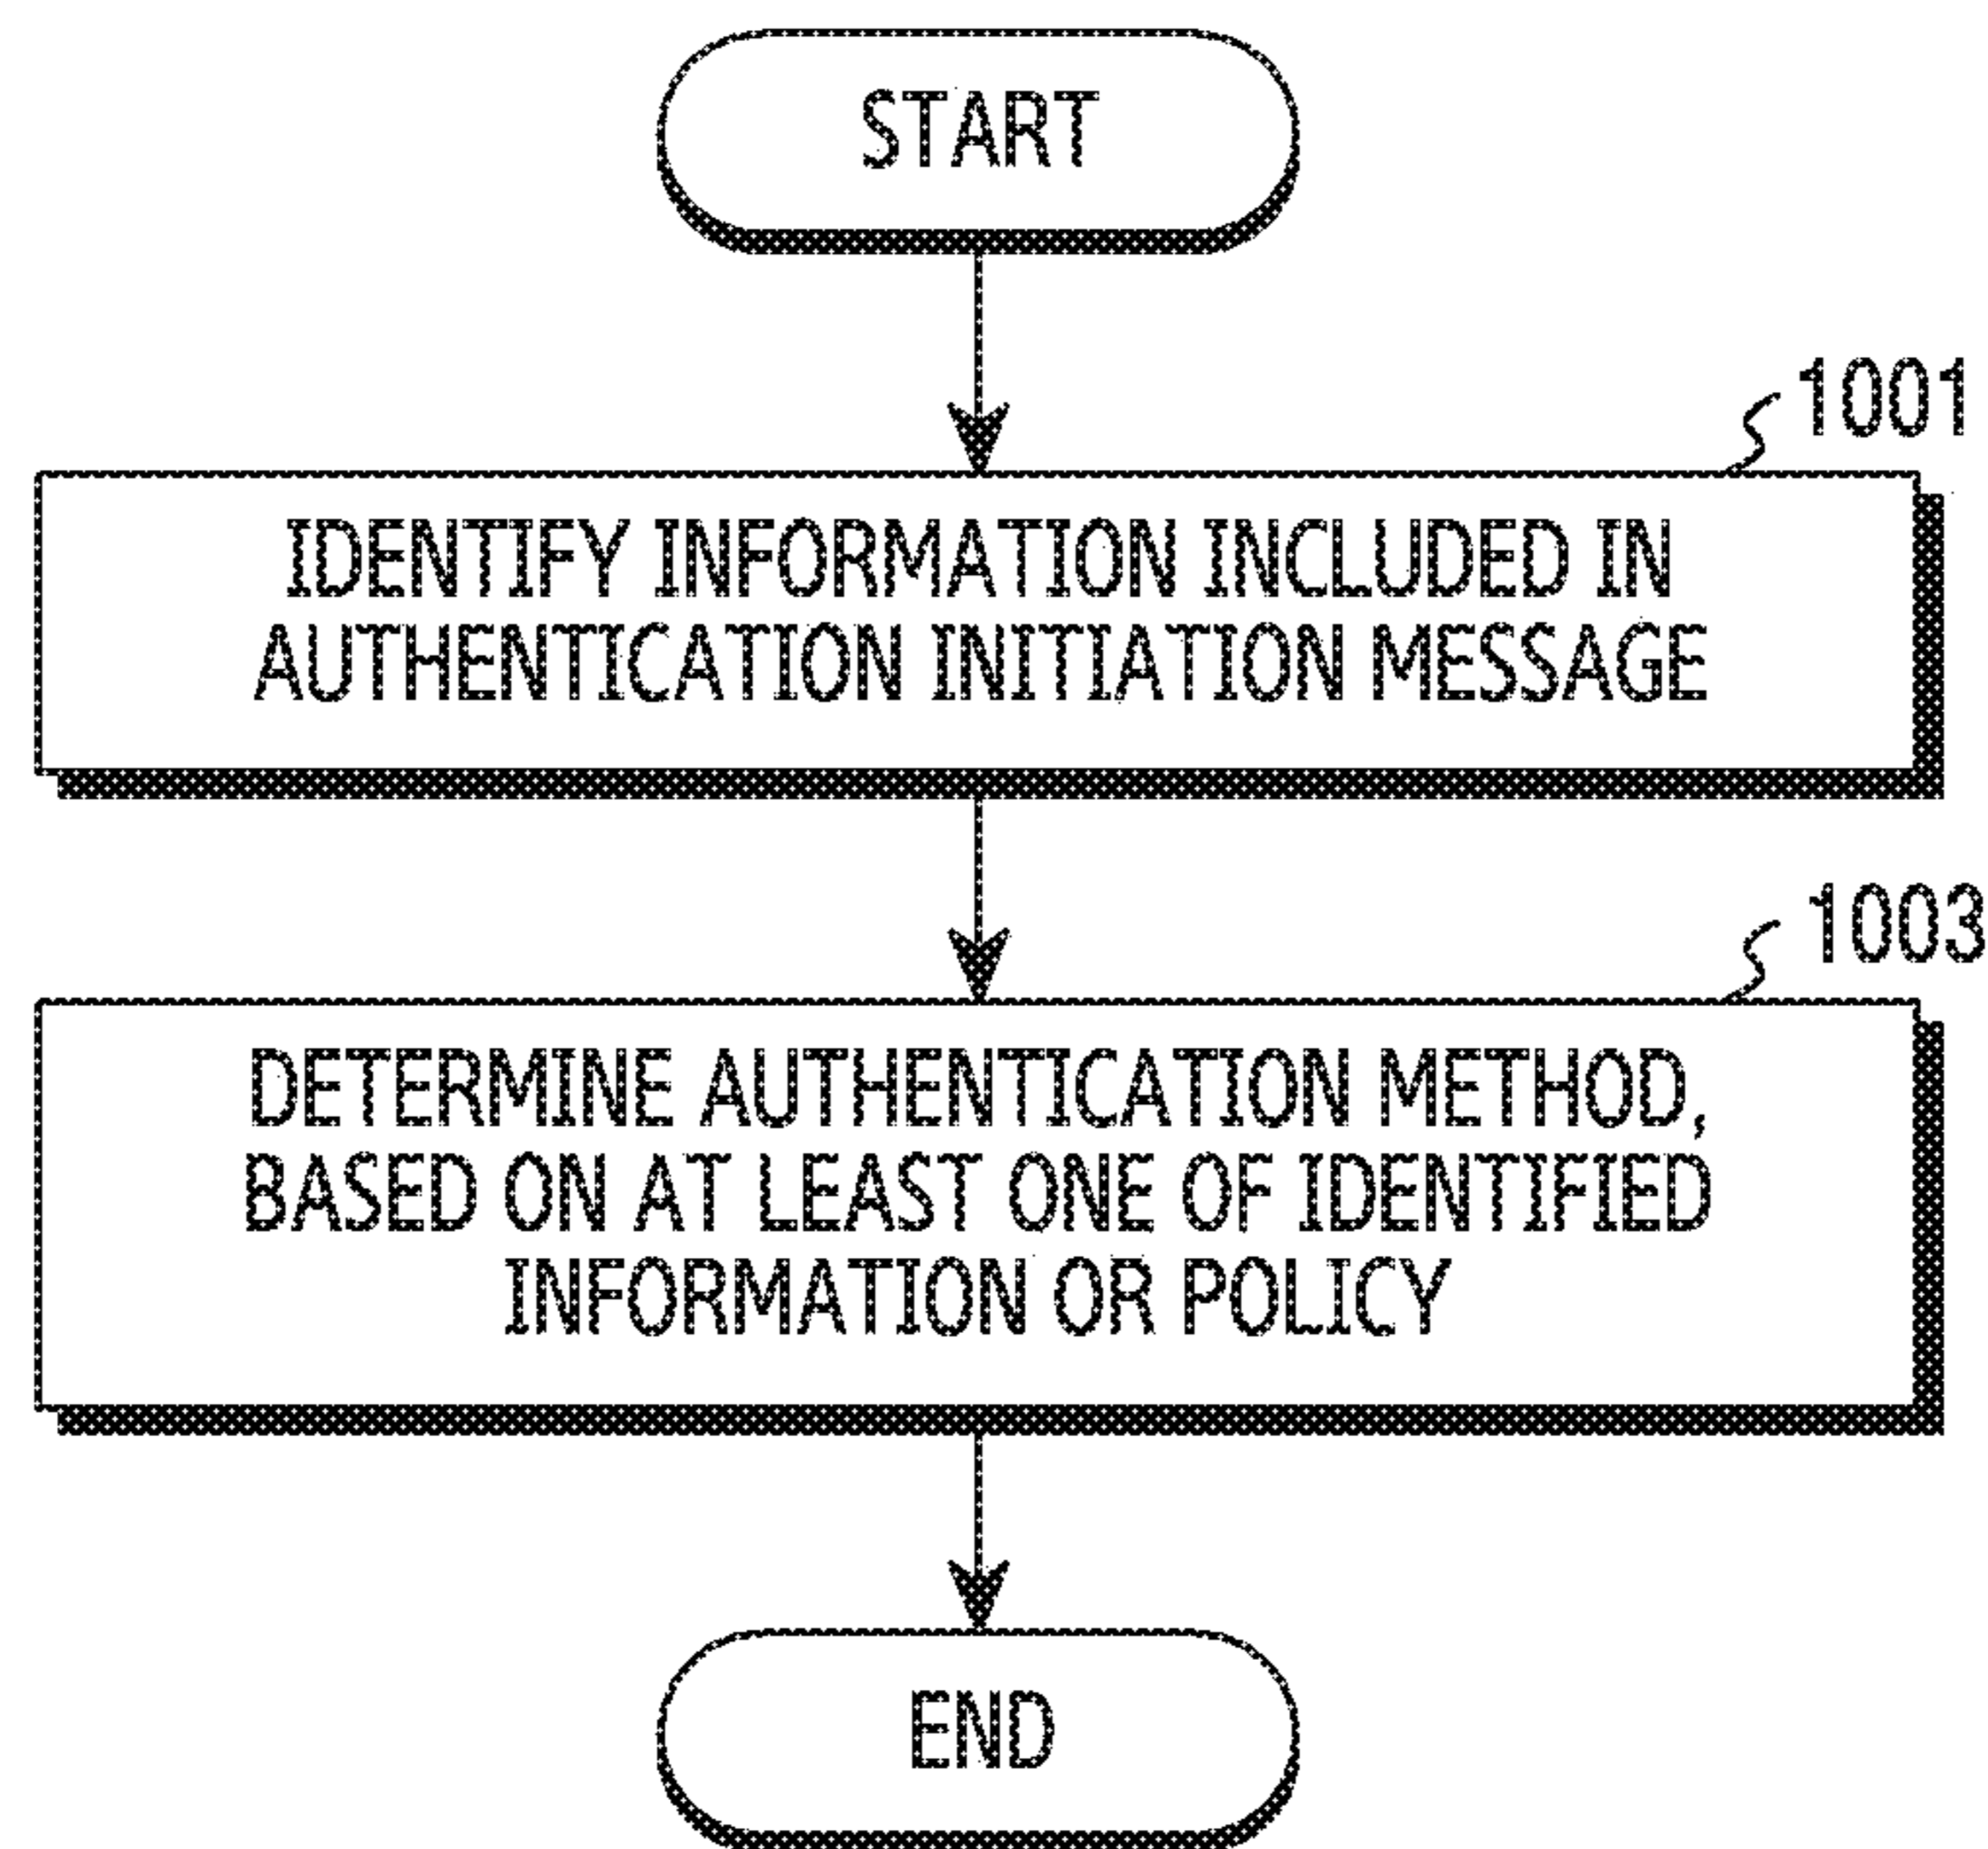 START
1001
IDENTIFY INFORMATION INCLUDED IN
AUTHENTICATION INITIATION MESSAGE
1003
DETERMINE AUTHENTICATION METHOD,
BASED ON AT LEAST ONE OF IDENTIFIED
INFORMATION OR POLICY
END